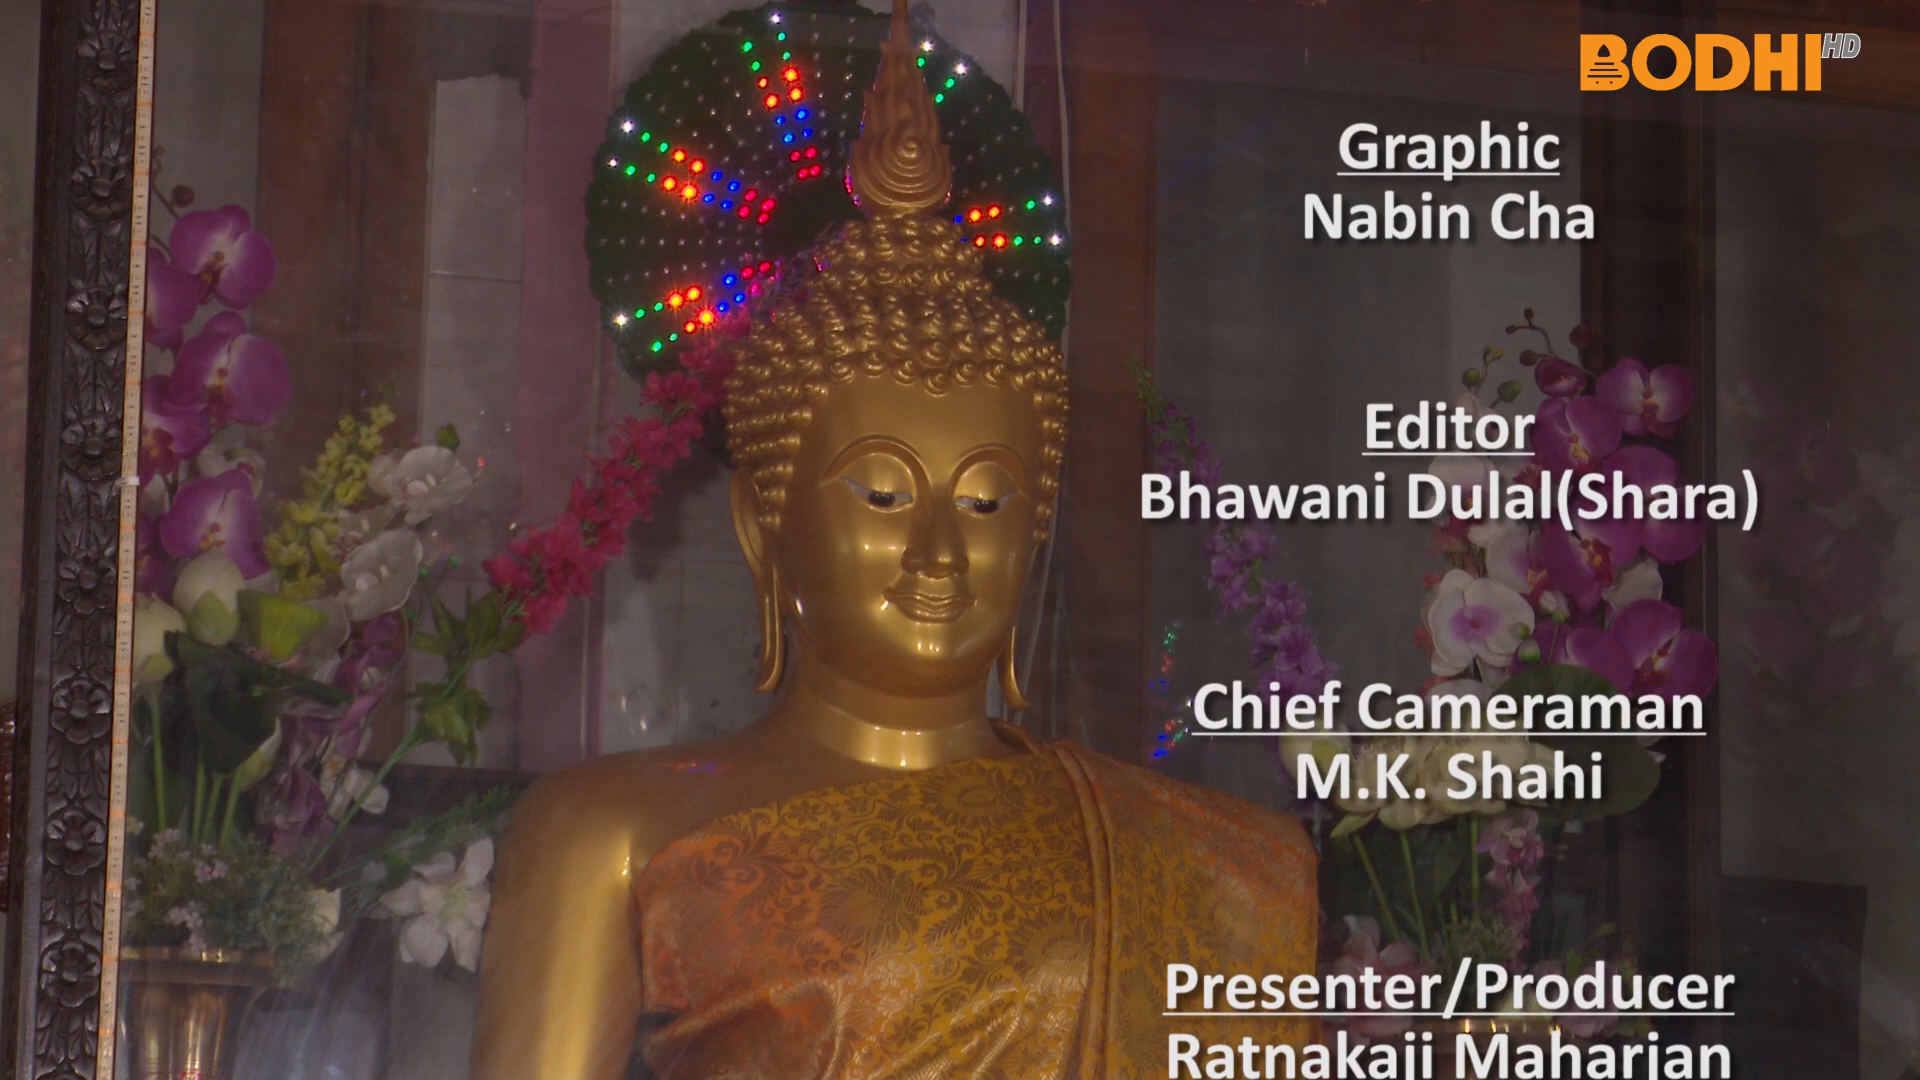 BODHI HD
Graphic
Nabin Cha
Editor
Bhawani Dulal(Shara)
Chief Cameraman
M.K. Shahi
Presenter/Producer
Ratnakaji Maharjan